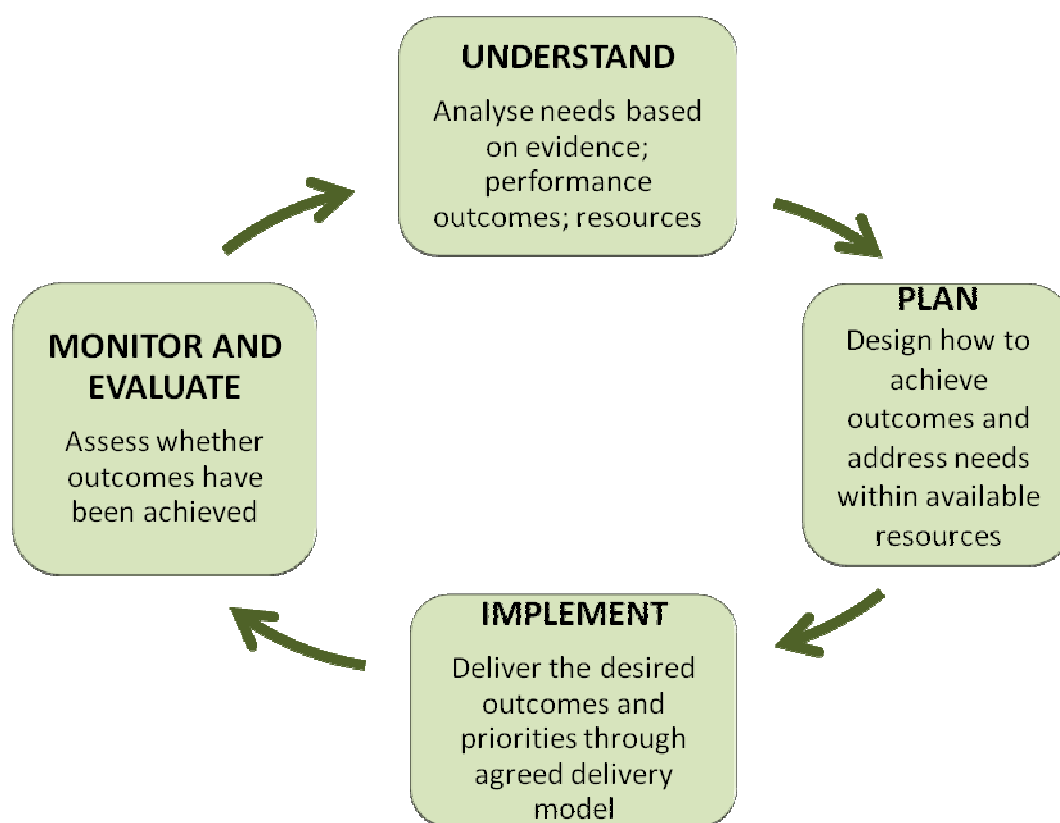 UNDERSTAND
Analyse needs based
on evidence;
performance
outcomes; resources
PLAN
Design how to
achieve
outcomes and
address needs
within available
resources
IMPLEMENT
Deliver the desired
outcomes and
priorities through
agreed delivery
model
MONITOR AND
EVALUATE
Assess whether
outcomes have
been achieved